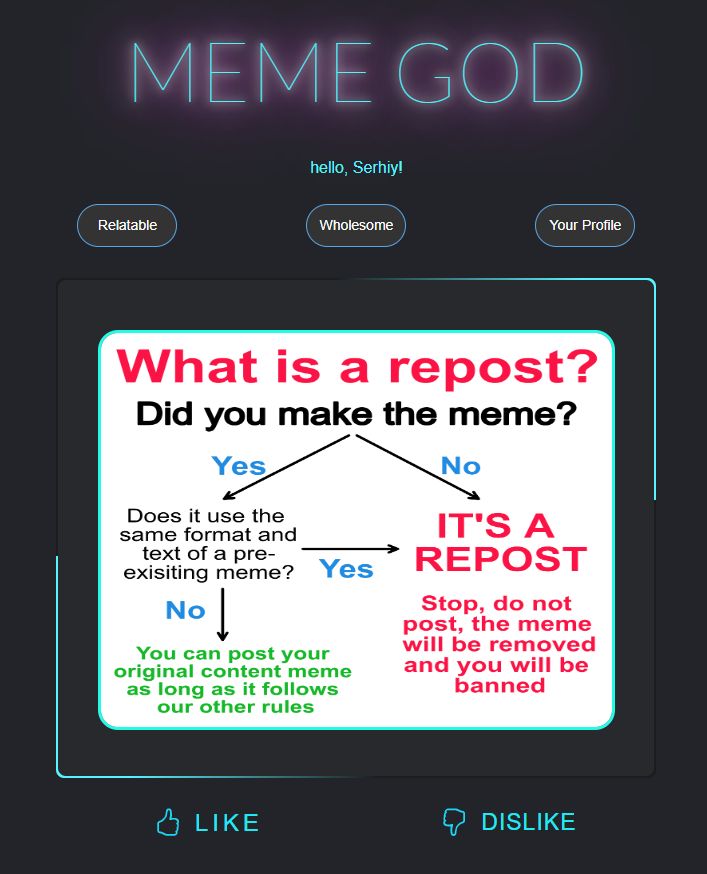 MEME GOD
hello, Serhiy!
Relatable
Wholesome
Your Profile
What is a repost?
Did you make the meme?
Yes
No
Does it use the
same format and
text of a pre-
exisiting meme?
Yes
IT'S A
REPOST
No
Stop, do not
post, the meme
will be removed
and you will be
banned
You can post your
original content meme
as long as it follows
our other rules
LIKE
DISLIKE